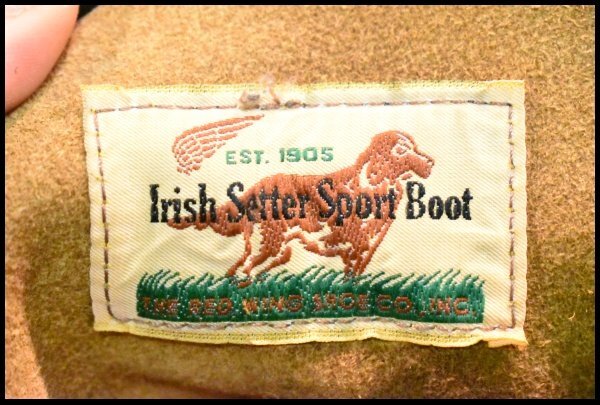 EST. 1905
Irish Setter Sport Boot
THE RED WING SHOE CO., INC.